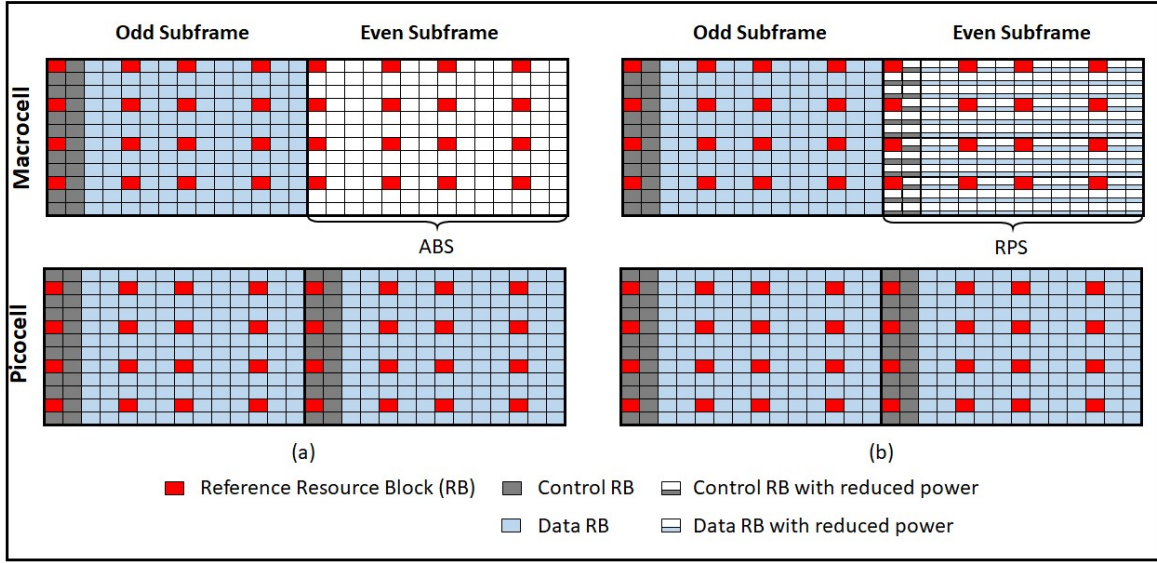 Odd Subframe Even Subframe Odd Subframe Even Subframe
Macrocell
ABS RPS
Picocell
(a) (b)
Reference Resource Block (RB) Control RB Control RB with reduced power
Data RB Data RB with reduced power